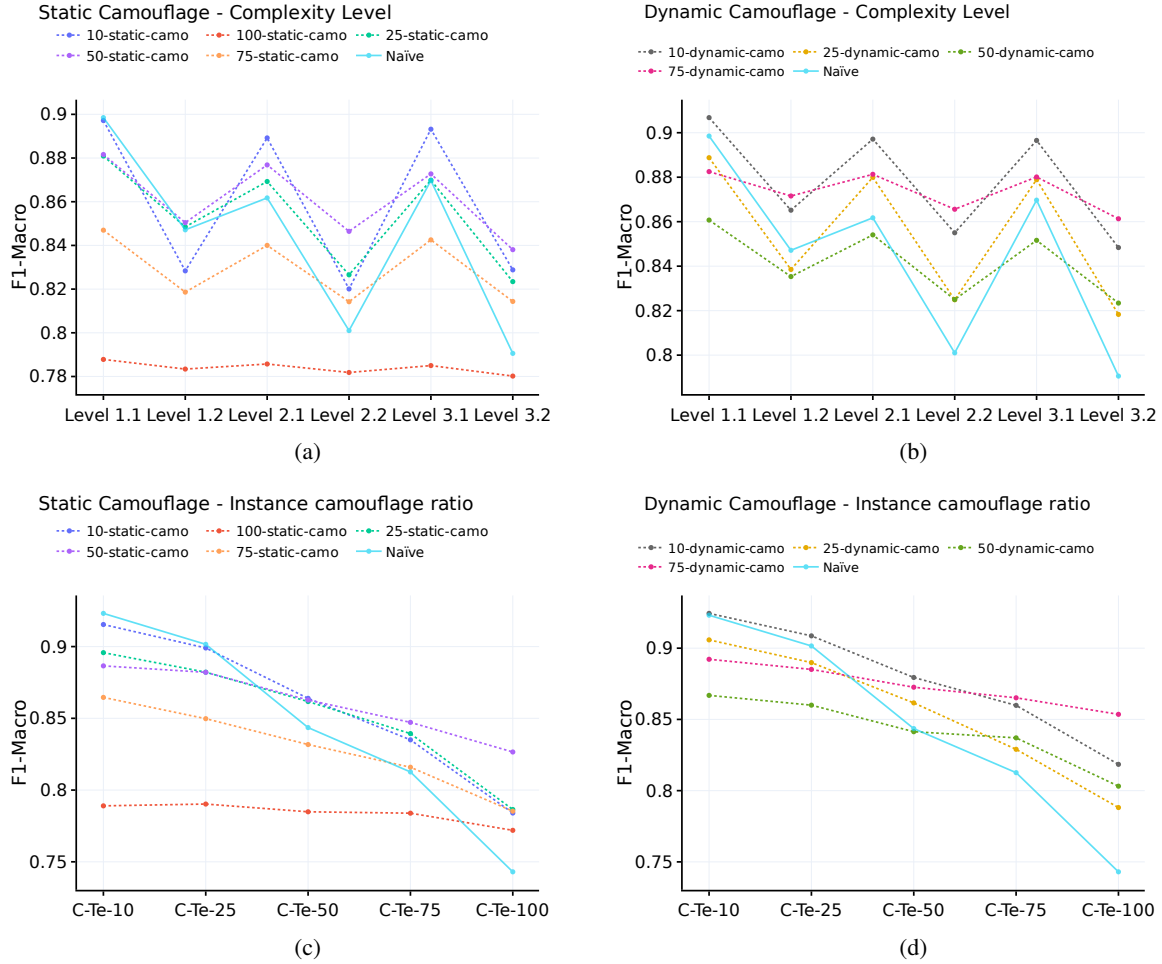 Static Camouflage - Complexity Level
10-static-camo 100-static-camo 25-static-camo
50-static-camo 75-static-camo Naïve
F1-Macro
0.9
0.88
0.86
0.84
0.82
0.8
0.78
Level 1.1 Level 1.2 Level 2.1 Level 2.2 Level 3.1 Level 3.2
(a)
Dynamic Camouflage - Complexity Level
10-dynamic-camo 25-dynamic-camo 50-dynamic-camo
75-dynamic-camo Naïve
F1-Macro
0.9
0.88
0.86
0.84
0.82
0.8
Level 1.1 Level 1.2 Level 2.1 Level 2.2 Level 3.1 Level 3.2
(b)
Static Camouflage - Instance camouflage ratio
10-static-camo 100-static-camo 25-static-camo
50-static-camo 75-static-camo Naïve
F1-Macro
0.9
0.85
0.8
0.75
C-Te-10 C-Te-25 C-Te-50 C-Te-75 C-Te-100
(c)
Dynamic Camouflage - Instance camouflage ratio
10-dynamic-camo 25-dynamic-camo 50-dynamic-camo
75-dynamic-camo Naïve
F1-Macro
0.9
0.85
0.8
0.75
C-Te-10 C-Te-25 C-Te-50 C-Te-75 C-Te-100
(d)